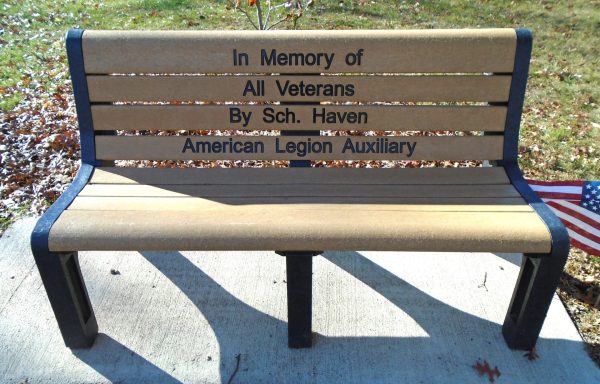 In Memory of
All Veterans
By Sch. Haven
American Legion Auxiliary